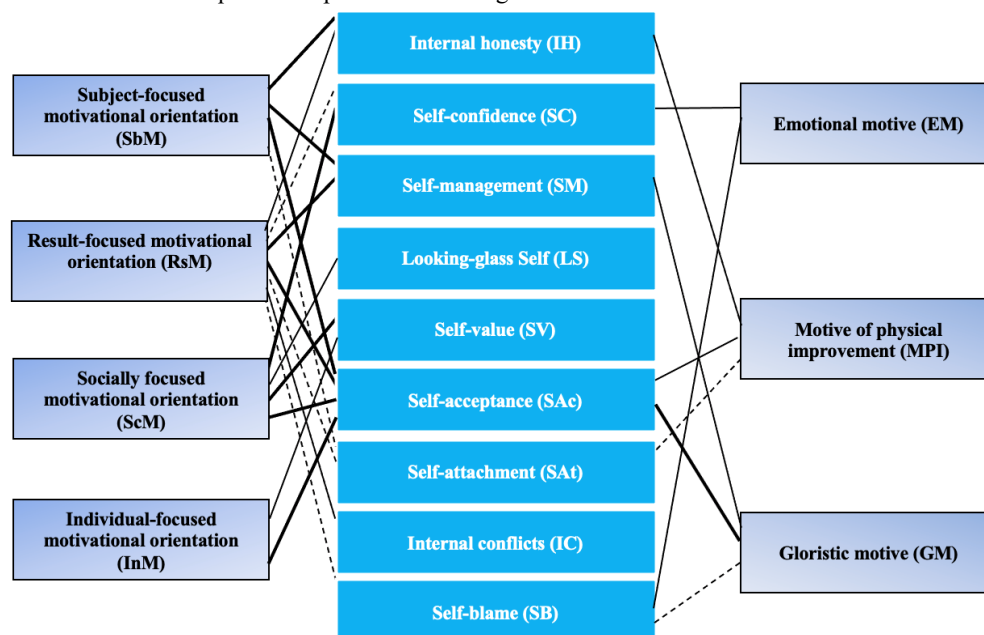 Internal honesty (IH)
Subject-focused
motivational orientation
(SbM)
Self-confidence (SC)
Emotional motive (EM)
Self-management (SM)
Result-focused motivational
orientation (RsM)
Looking-glass Self (LS)
Self-value (SV)
Motive of physical
improvement (MPI)
Socially focused
motivational orientation
(ScM)
Self-acceptance (SAc)
Self-attachment (SAt)
Individual-focused
motivational orientation
(InM)
Internal conflicts (IC)
Gloristic motive (GM)
Self-blame (SB)